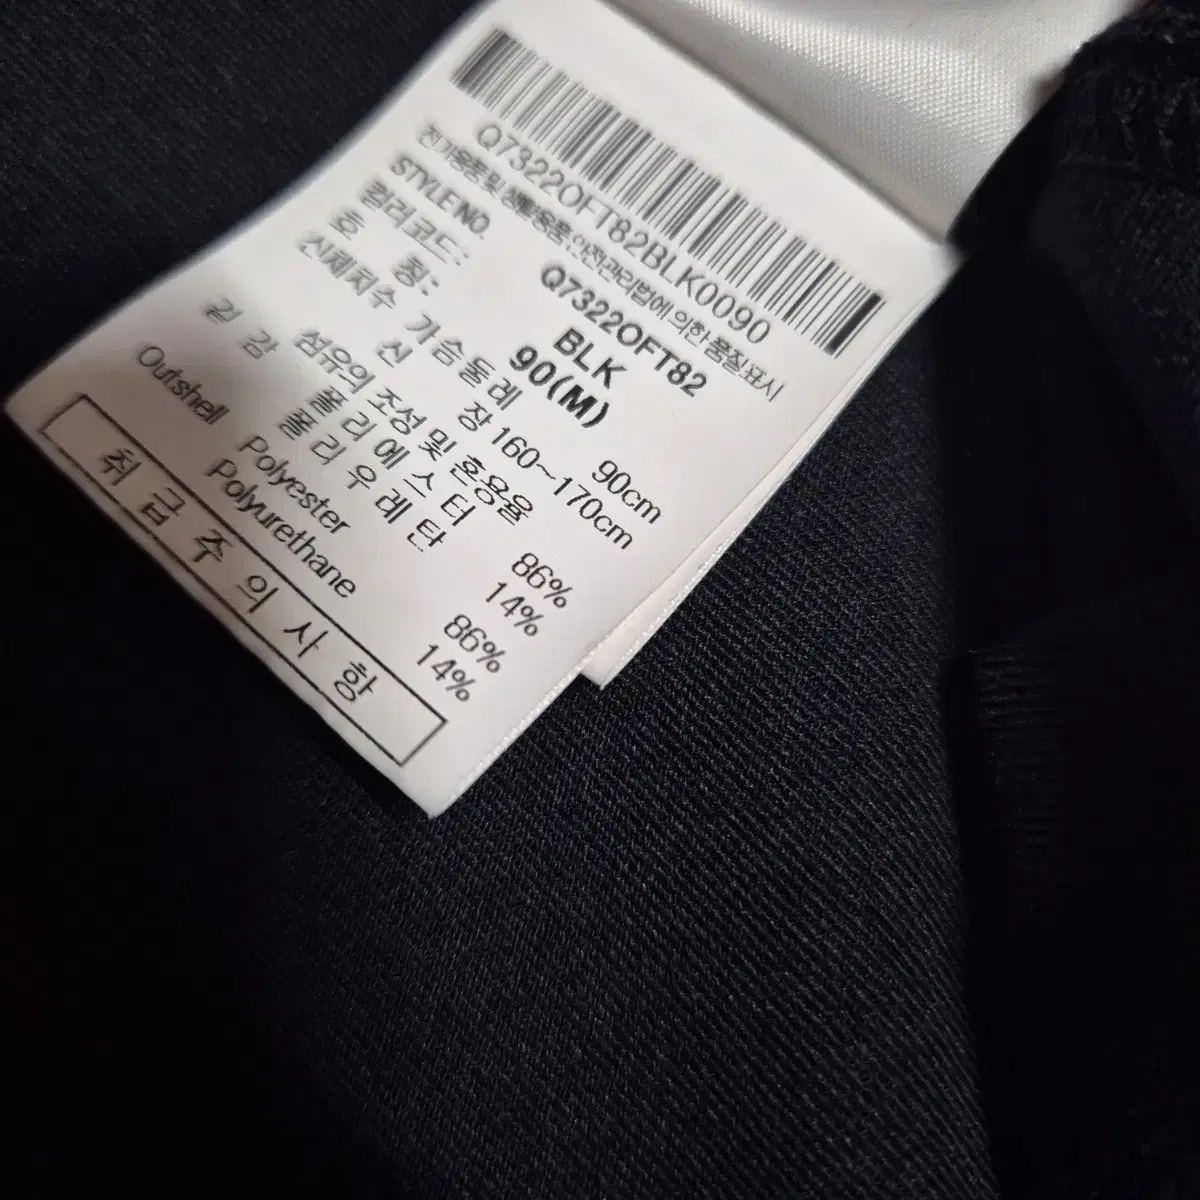 Q7322OFT82BLK0090
전기용품 및 생활용품 안전관리법에 의한 품질표시
STYLE NO. Q7322OFT82
컬러코드: BLK
호 칭: 90(M)
신체치수 가슴둘레 90cm
신 장 160~170cm
섬유의 조성 및 혼용율
겉 감 폴 리 에 스 터 86%
폴 리 우 레 탄 14%
Outshell Polyester 86%
Polyurethane 14%
취 급 주 의 사 항